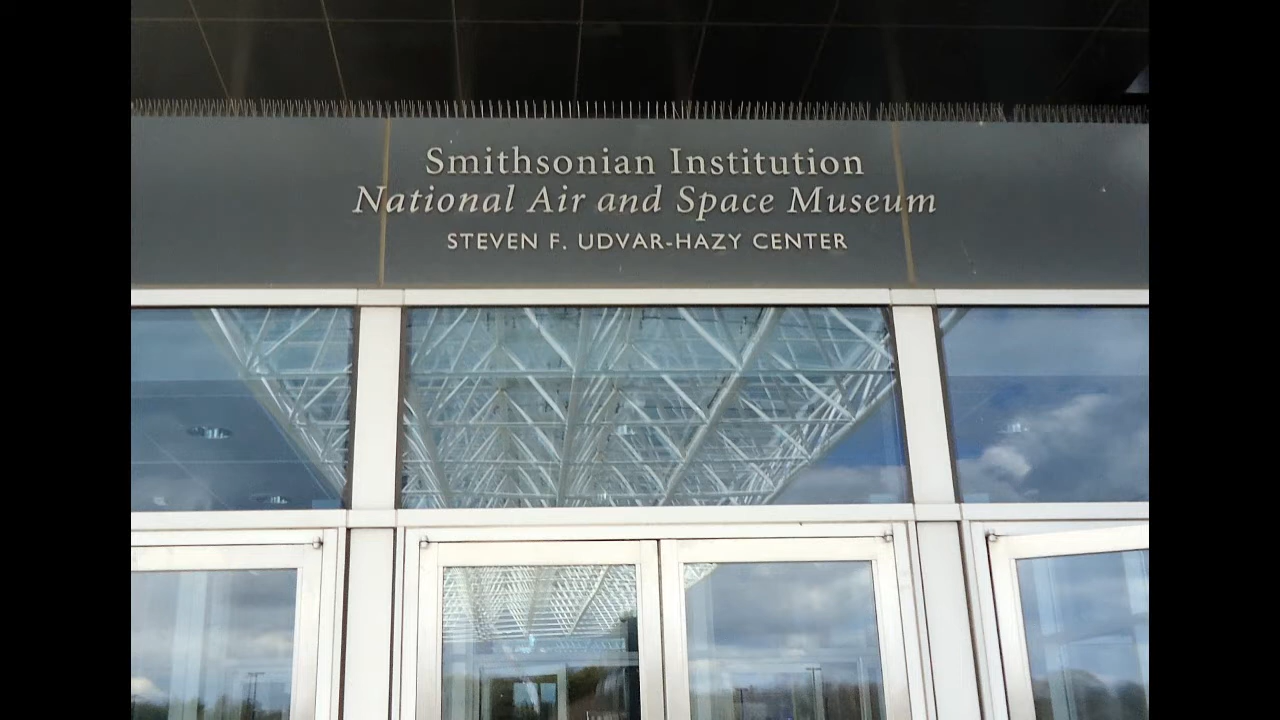 Smithsonian Institution
National Air and Space Museum
STEVEN F. UDVAR-HAZY CENTER